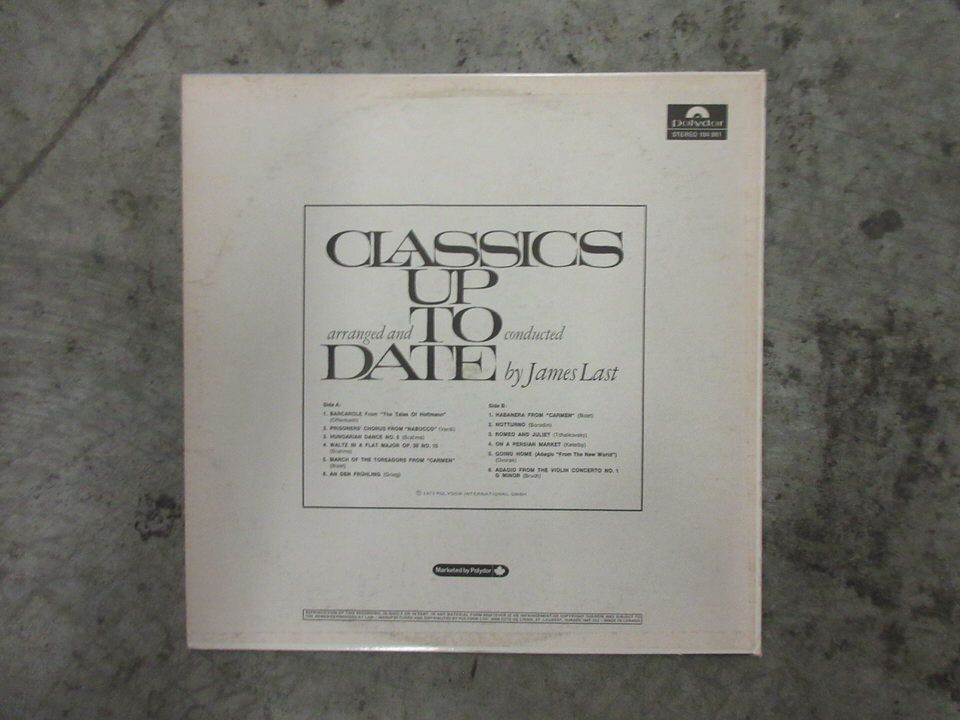 Polydor
STEREO 184 061
CLASSICS
UP
arranged and TO conducted
DATE by James Last
Side A:
1. BARCAROLE From "The Tales Of Hoffmann"
(Offenbach)
2. PRISONERS' CHORUS FROM "NABUCCO" (Verdi)
3. HUNGARIAN DANCE NO. 5 (Brahms)
4. WALTZ IN A FLAT MAJOR OP. 39 NO. 15
(Brahms)
5. MARCH OF THE TOREADORS FROM "CARMEN"
(Bizet)
6. AN DEN FRÜHLING (Grieg)
Side B:
1. HABANERA FROM "CARMEN" (Bizet)
2. NOTTURNO (Borodin)
3. ROMEO AND JULIET (Tchaikovsky)
4. ON A PERSIAN MARKET (Ketelby)
5. GOING HOME (Adagio "From The New World")
(Dvorak)
6. ADAGIO FROM THE VIOLIN CONCERTO NO. 1
G MINOR (Bruch)
POLYDOR INTERNATIONAL GMBH
Marketed by Polydor